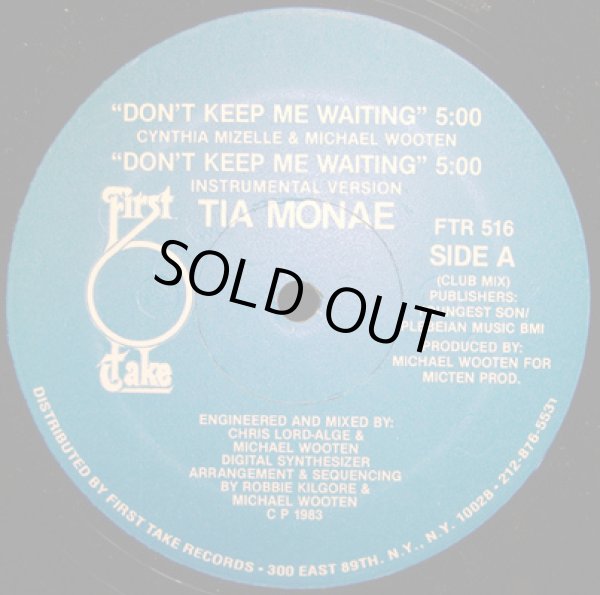 "DON'T KEEP ME WAITING" 5:00
CYNTHIA MIZELLE & MICHAEL WOOTEN
"DON'T KEEP ME WAITING" 5:00
INSTRUMENTAL VERSION
TIA MONAE
First
take
FTR 516
SIDE A
(CLUB MIX)
PUBLISHERS:
SON/
MUSIC BMI
PRODUCED BY:
MICHAEL WOOTEN FOR
MICTEN PROD.
SOLD OUT
ENGINEERED AND MIXED BY:
CHRIS LORD-ALGE &
MICHAEL WOOTEN
DIGITAL SYNTHESIZER
ARRANGEMENT & SEQUENCING
BY ROBBIE KILGORE &
MICHAEL WOOTEN
C P 1983
DISTRIBUTED BY FIRST TAKE RECORDS • 300 EAST 89TH. N.Y., N.Y. 10028 • 212-876-5531